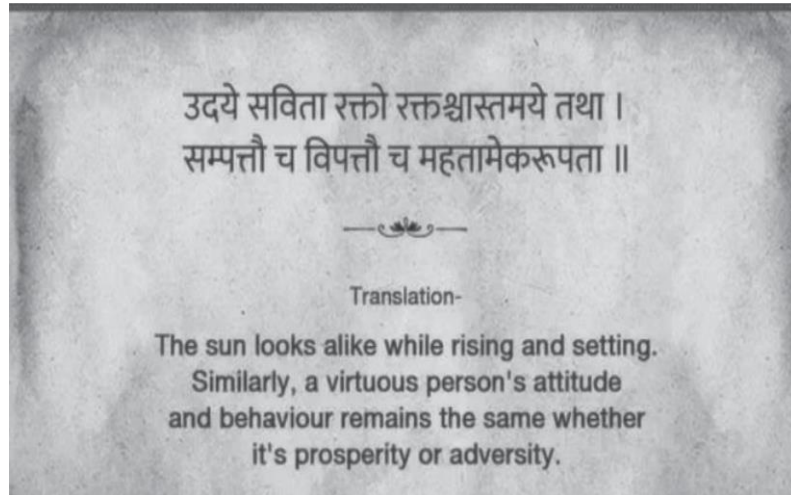 उदये सविता रक्तो रक्तश्चास्तमये तथा ।
सम्पत्तौ च विपत्तौ च महतामेकरूपता ॥
Translation-
The sun looks alike while rising and setting.
Similarly, a virtuous person's attitude
and behaviour remains the same whether
it's prosperity or adversity.